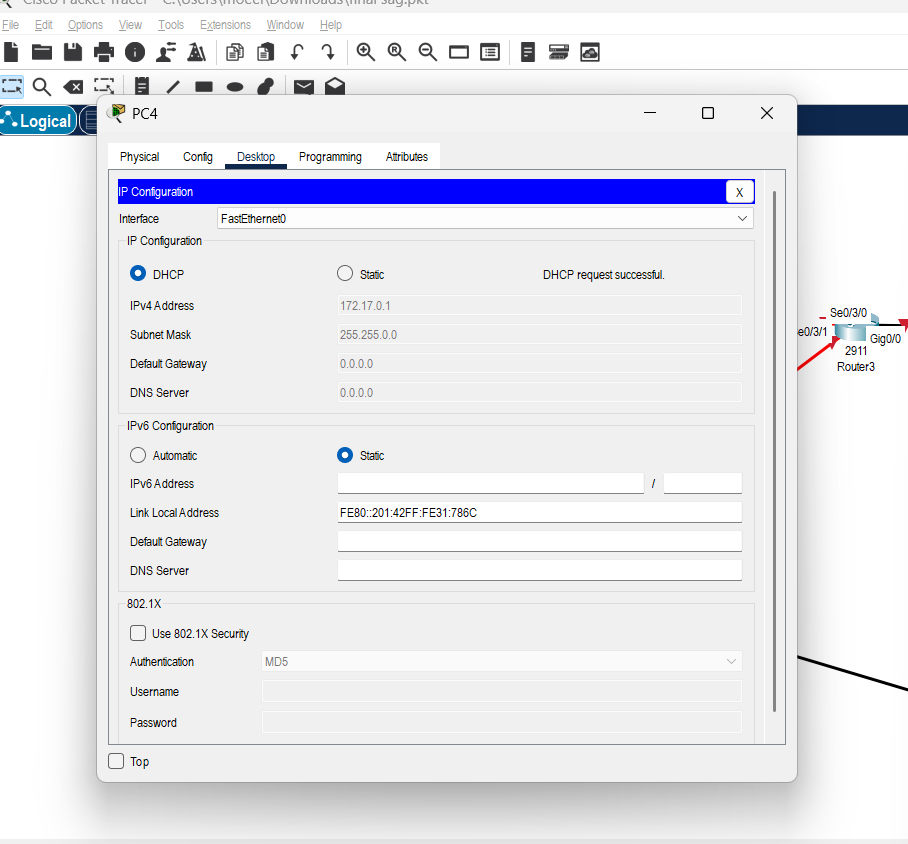 Cisco Packet Tracer - C:\Users\moeel\Downloads\final sag.pkt
File Edit Options View Tools Extensions Window Help
Logical
PC4
Physical Config Desktop Programming Attributes
IP Configuration X
Interface FastEthernet0
IP Configuration
DHCP Static DHCP request successful.
IPv4 Address 172.17.0.1
Subnet Mask 255.255.0.0
Default Gateway 0.0.0.0
DNS Server 0.0.0.0
IPv6 Configuration
Automatic Static
IPv6 Address /
Link Local Address FE80::201:42FF:FE31:786C
Default Gateway
DNS Server
802.1X
Use 802.1X Security
Authentication MD5
Username
Password
Top
Se0/3/0
e0/3/1
Gig0/0
2911
Router3